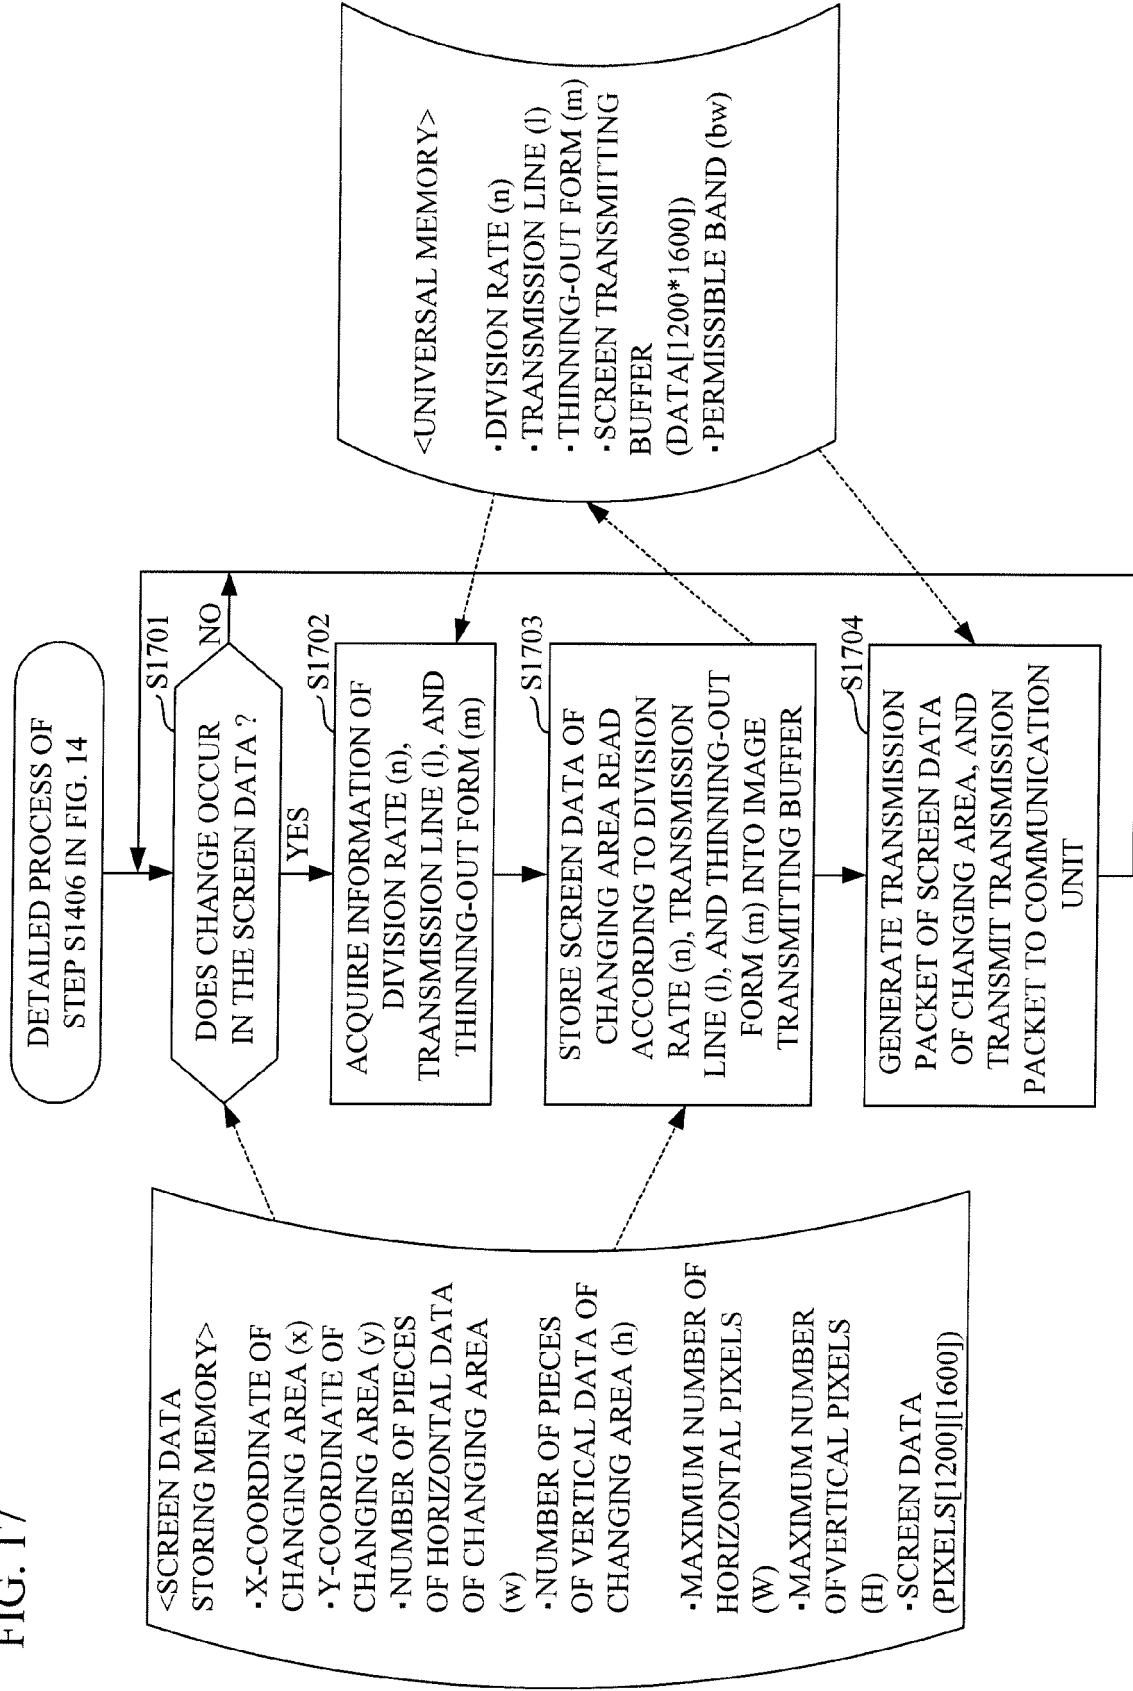 FIG. 17
DETAILED PROCESS OF
STEP S1406 IN FIG. 14
S1701
DOES CHANGE OCCUR
IN THE SCREEN DATA?
NO
YES
S1702
ACQUIRE INFORMATION OF
DIVISION RATE (n),
TRANSMISSION LINE (l), AND
THINNING-OUT FORM (m)
S1703
STORE SCREEN DATA OF
CHANGING AREA READ
ACCORDING TO DIVISION
RATE (n), TRANSMISSION
LINE (l), AND THINNING-OUT
FORM (m) INTO IMAGE
TRANSMITTING BUFFER
S1704
GENERATE TRANSMISSION
PACKET OF SCREEN DATA
OF CHANGING AREA, AND
TRANSMIT TRANSMISSION
PACKET TO COMMUNICATION
UNIT
<SCREEN DATA
STORING MEMORY>
・X-COORDINATE OF
CHANGING AREA (x)
・Y-COORDINATE OF
CHANGING AREA (y)
・NUMBER OF PIECES
OF HORIZONTAL DATA
OF CHANGING AREA
(w)
・NUMBER OF PIECES
OF VERTICAL DATA OF
CHANGING AREA (h)
・MAXIMUM NUMBER OF
HORIZONTAL PIXELS
(W)
・MAXIMUM NUMBER
OFVERTICAL PIXELS
(H)
・SCREEN DATA
(PIXELS[1200][1600])
<UNIVERSAL MEMORY>
・DIVISION RATE (n)
・TRANSMISSION LINE (l)
・THINNING-OUT FORM (m)
・SCREEN TRANSMITTING
BUFFER
(DATA[1200*1600])
・PERMISSIBLE BAND (bw)